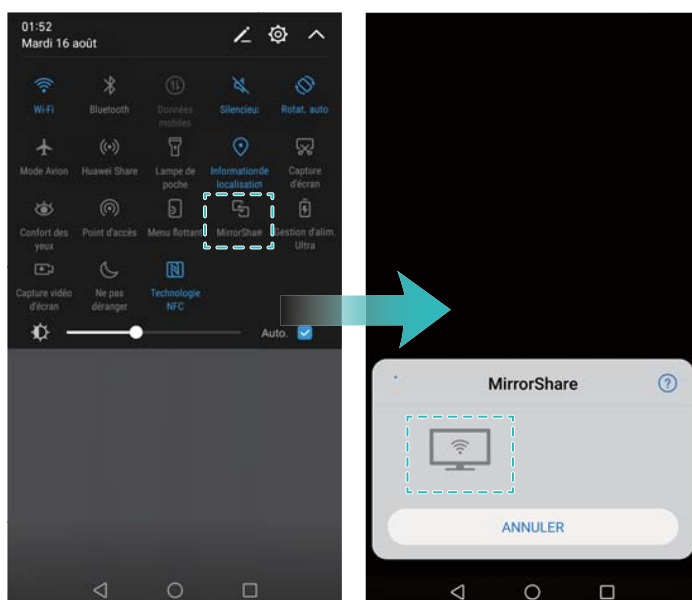 01:52
Mardi 16 août
Wi-Fi
Bluetooth
Données
mobiles
Silencieu:
Rotat. auto
Mode Avion
Huawei Share
Lampe de
poche
Informationde
localisation
Capture
d'écran
Confort des
yeux
Point d'accès
Menu flottant
MirrorShare
Gestion d'alim.
Ultra
Capture vidéo
d'écran
Ne pas
déranger
Technologie
NFC
Auto.
MirrorShare
?
ANNULER